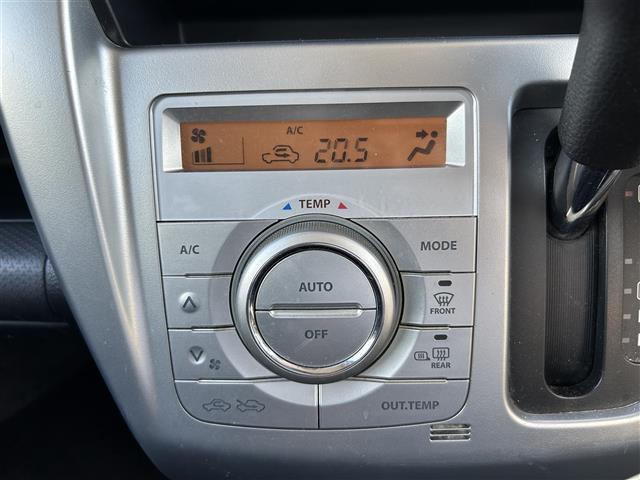 A/C
20.5
TEMP
A/C
MODE
AUTO
OFF
FRONT
REAR
OUT.TEMP